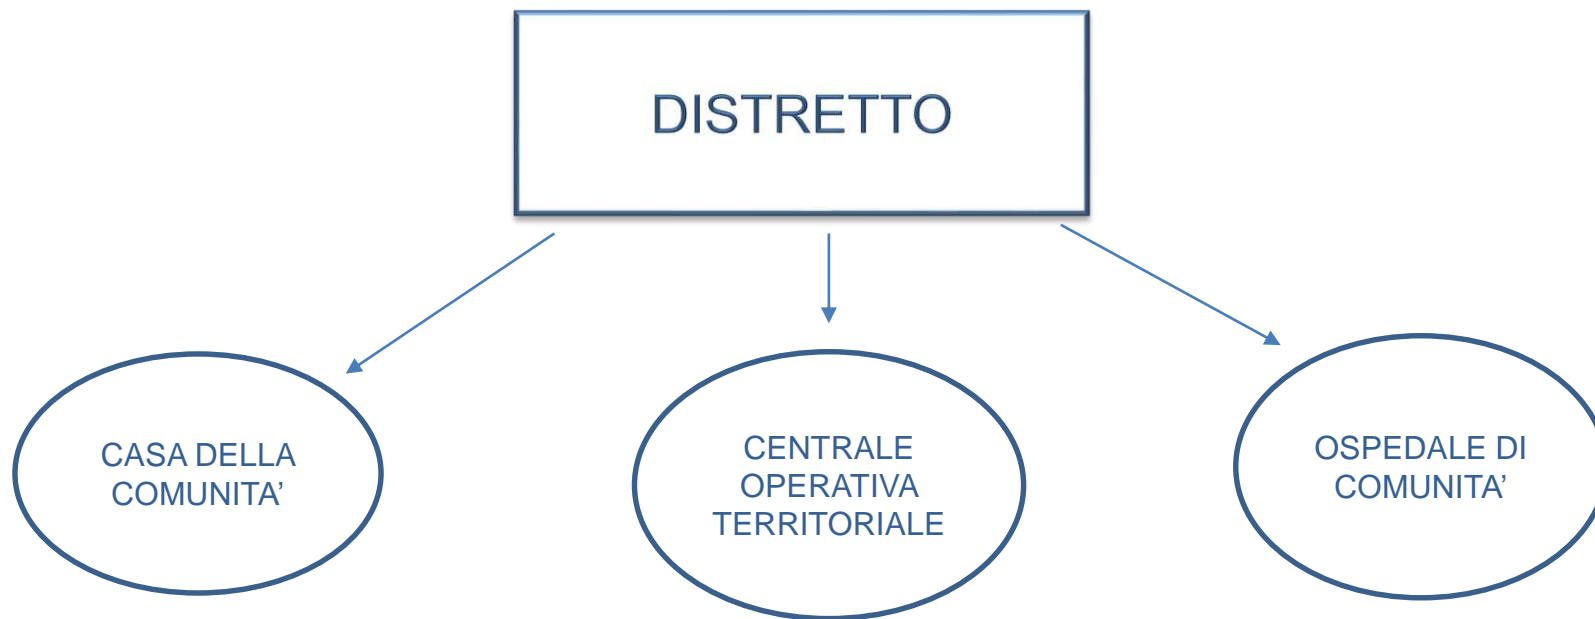 DISTRETTO
CASA DELLA
COMUNITA’
CENTRALE
OPERATIVA
TERRITORIALE
OSPEDALE DI
COMUNITA’